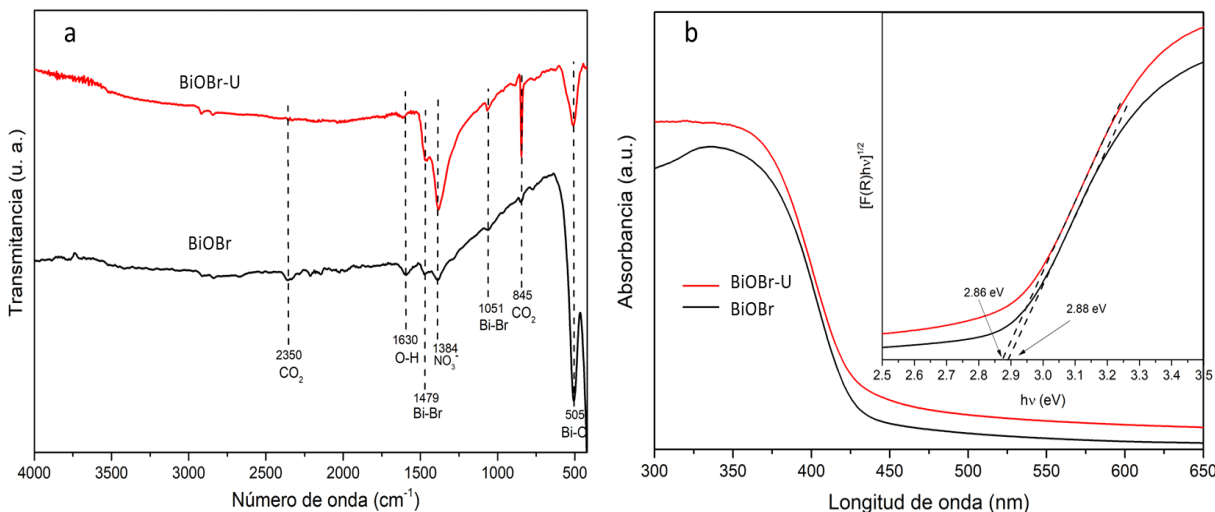 a
BiOBr-U
BiOBr
2350
CO₂
1630
O-H
1479
Bi-Br
1384
NO₃⁻
1051
Bi-Br
845
CO₂
505
Bi-O
Transmitancia (u. a.)
4000 3500 3000 2500 2000 1500 1000 500
Número de onda (cm⁻¹)
b
BiOBr-U
BiOBr
Absorbancia (a.u.)
300 350 400 450 500 550 600 650
Longitud de onda (nm)
[F(R)hν]¹/²
2.86 eV
2.88 eV
2.5 2.6 2.7 2.8 2.9 3.0 3.1 3.2 3.3 3.4 3.5
hν (eV)